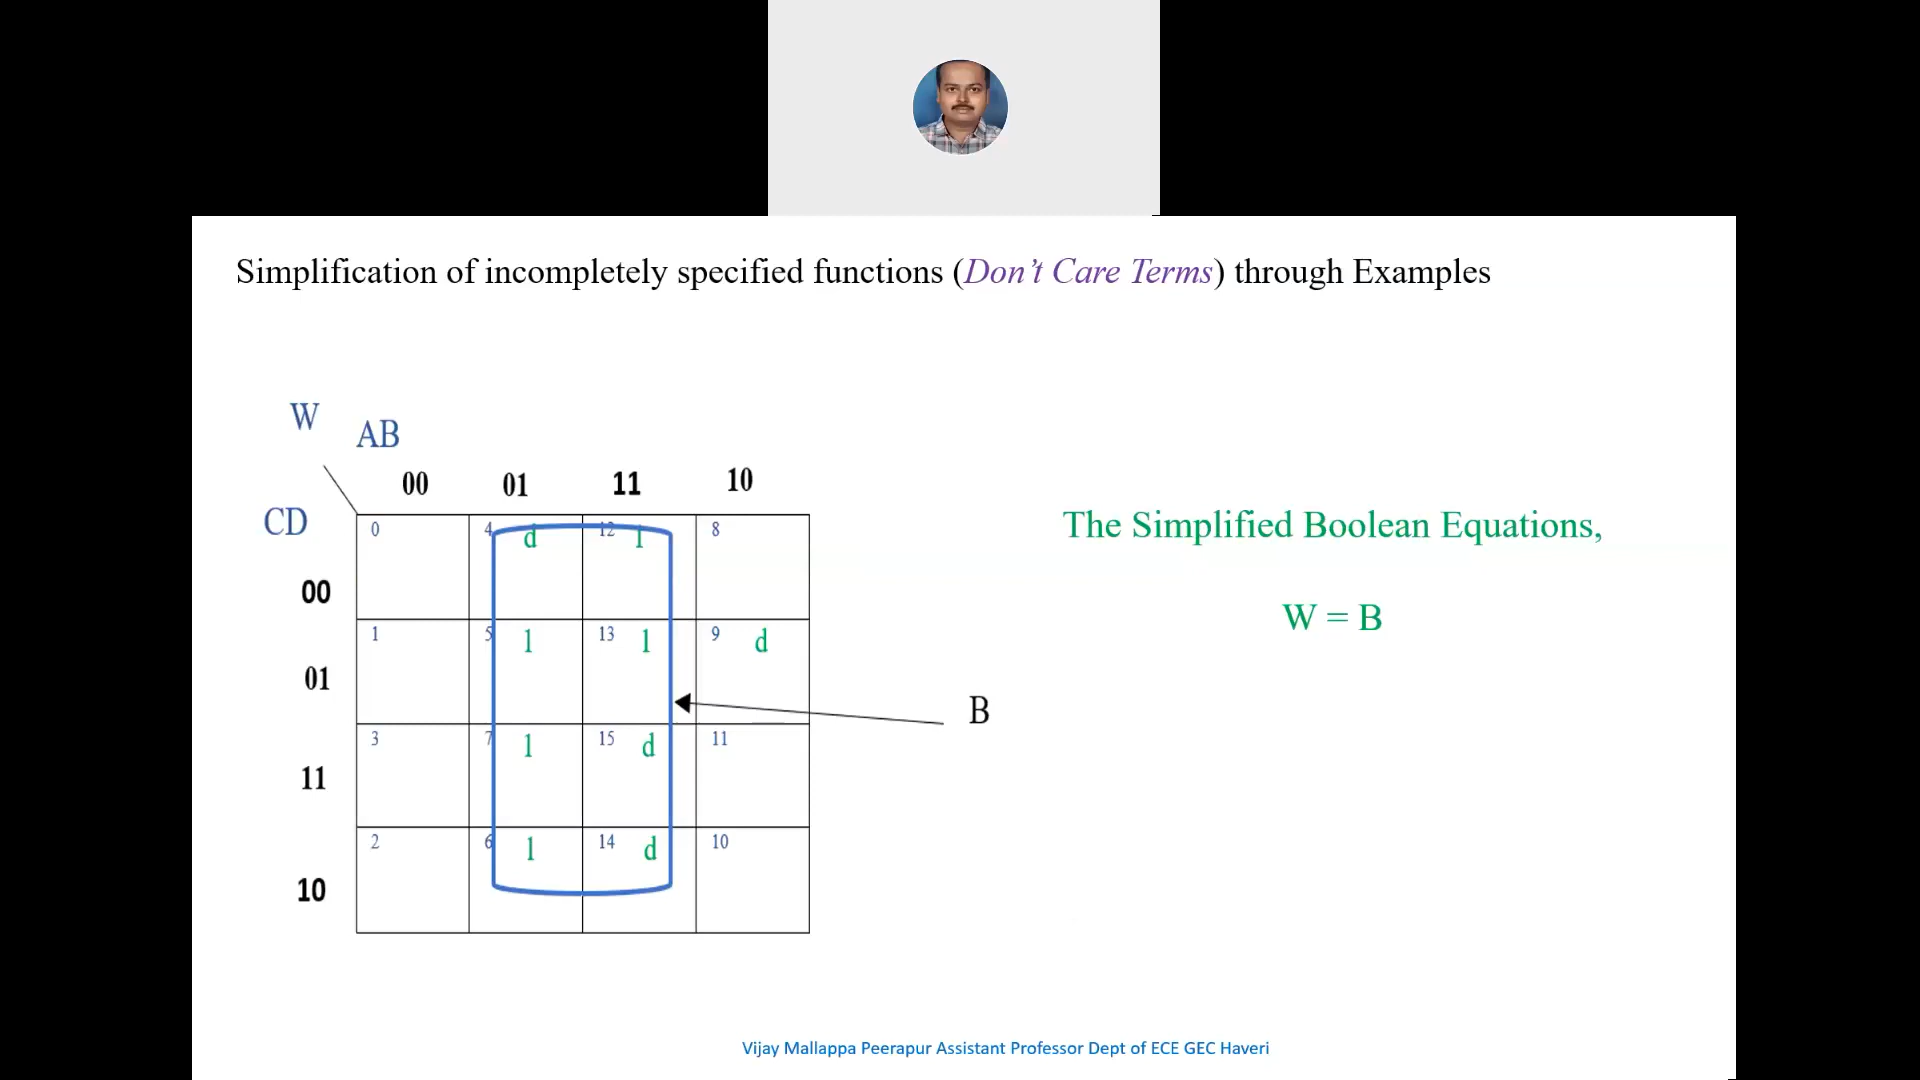 Simplification of incompletely specified functions (Don't Care Terms) through Examples
W
AB
00 01 11 10
CD
0 4 d 12 1 8
00
1 5 1 13 1 9 d
01
3 7 1 15 d 11
11
2 6 1 14 d 10
10
B
The Simplified Boolean Equations,
W = B
Vijay Mallappa Peerapur Assistant Professor Dept of ECE GEC Haveri